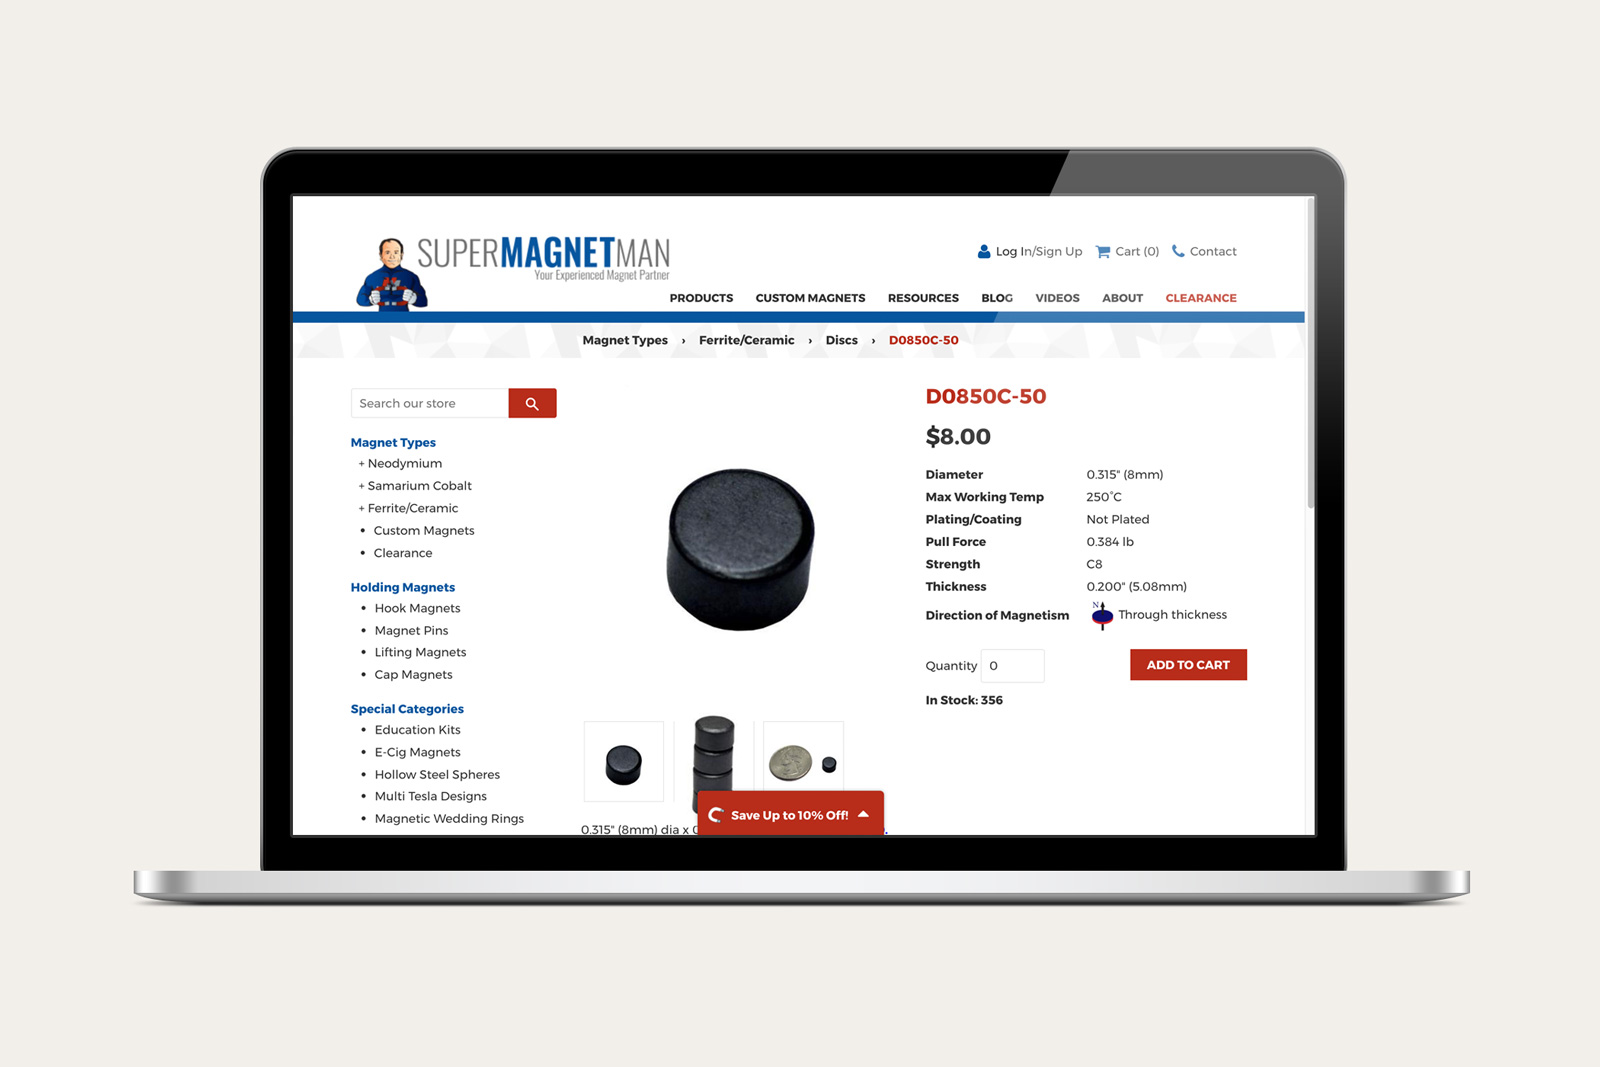 SUPERMAGNETMAN
Your Experienced Magnet Partner
Log In/Sign Up Cart (0) Contact
PRODUCTS CUSTOM MAGNETS RESOURCES BLOG VIDEOS ABOUT CLEARANCE
Magnet Types › Ferrite/Ceramic › Discs › D0850C-50
Search our store
Magnet Types
+ Neodymium
+ Samarium Cobalt
+ Ferrite/Ceramic
• Custom Magnets
• Clearance
Holding Magnets
• Hook Magnets
• Magnet Pins
• Lifting Magnets
• Cap Magnets
Special Categories
• Education Kits
• E-Cig Magnets
• Hollow Steel Spheres
• Multi Tesla Designs
• Magnetic Wedding Rings
0.315" (8mm) dia x
Save Up to 10% Off!
D0850C-50
$8.00
Diameter 0.315" (8mm)
Max Working Temp 250°C
Plating/Coating Not Plated
Pull Force 0.384 lb
Strength C8
Thickness 0.200" (5.08mm)
Direction of Magnetism N Through thickness
Quantity 0 ADD TO CART
In Stock: 356